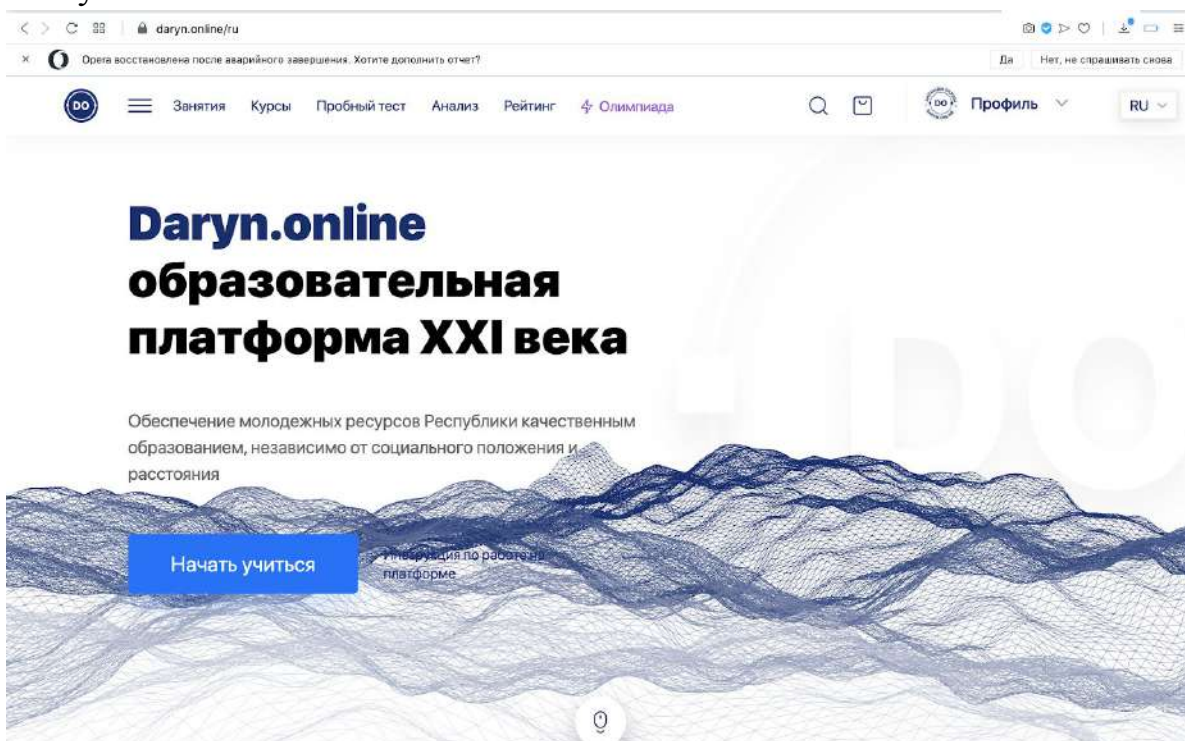 daryn.online/ru
Opera восстановлена после аварийного завершения. Хотите дополнить отчет?
Да
Нет, не спрашивать снова
DO
Занятия Курсы Пробный тест Анализ Рейтинг Олимпиада
DO
Профиль
RU
Daryn.online
образовательная
платформа XXI века
DO
Обеспечение молодежных ресурсов Республики качественным
образованием, независимо от социального положения и
расстояния
Начать учиться
по работе на
платформе